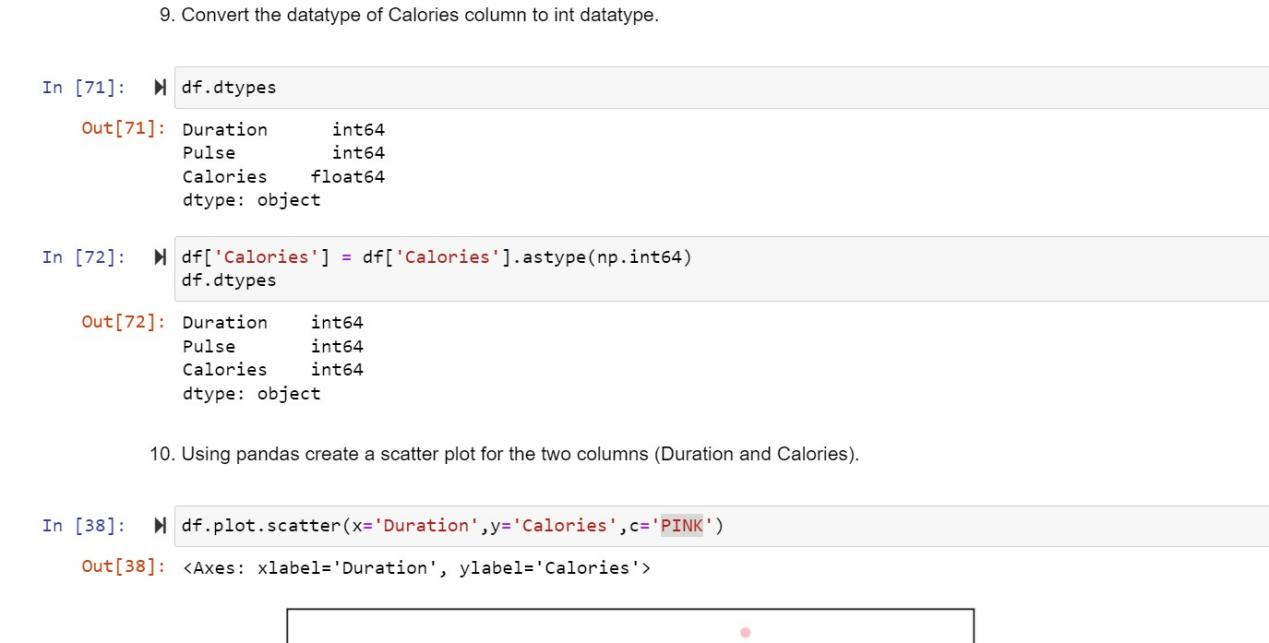 9. Convert the datatype of Calories column to int datatype.
In [71]: df.dtypes
Out[71]: Duration int64
Pulse int64
Calories float64
dtype: object
In [72]: df['Calories'] = df['Calories'].astype(np.int64)
df.dtypes
Out[72]: Duration int64
Pulse int64
Calories int64
dtype: object
10. Using pandas create a scatter plot for the two columns (Duration and Calories).
In [38]: df.plot.scatter(x='Duration',y='Calories',c='PINK')
Out[38]: <Axes: xlabel='Duration', ylabel='Calories'>